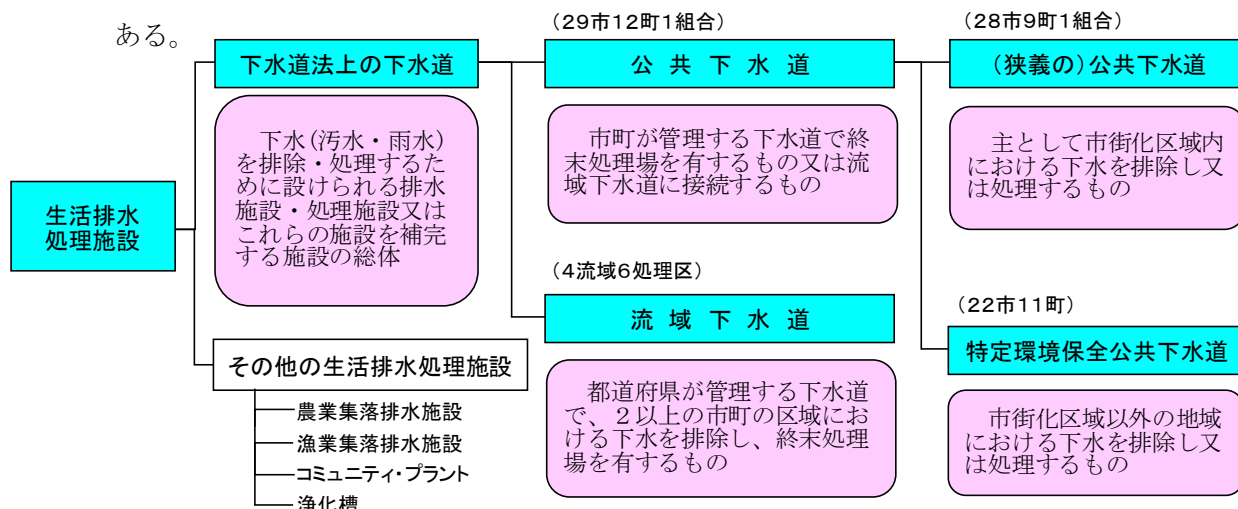 ある。
生活排水
処理施設
下水道法上の下水道
下水(汚水・雨水)
を排除・処理するた
めに設けられる排水
施設・処理施設又は
これらの施設を補完
する施設の総体
その他の生活排水処理施設
農業集落排水施設
漁業集落排水施設
コミュニティ・プラント
浄化槽
(29市12町1組合)
公共下水道
市町が管理する下水道で終
末処理場を有するもの又は流
域下水道に接続するもの
(4流域6処理区)
流域下水道
都道府県が管理する下水道
で、２以上の市町の区域にお
ける下水を排除し、終末処理
場を有するもの
(28市9町1組合)
(狭義の)公共下水道
主として市街化区域内
における下水を排除し又
は処理するもの
(22市11町)
特定環境保全公共下水道
市街化区域以外の地域
における下水を排除し又
は処理するもの